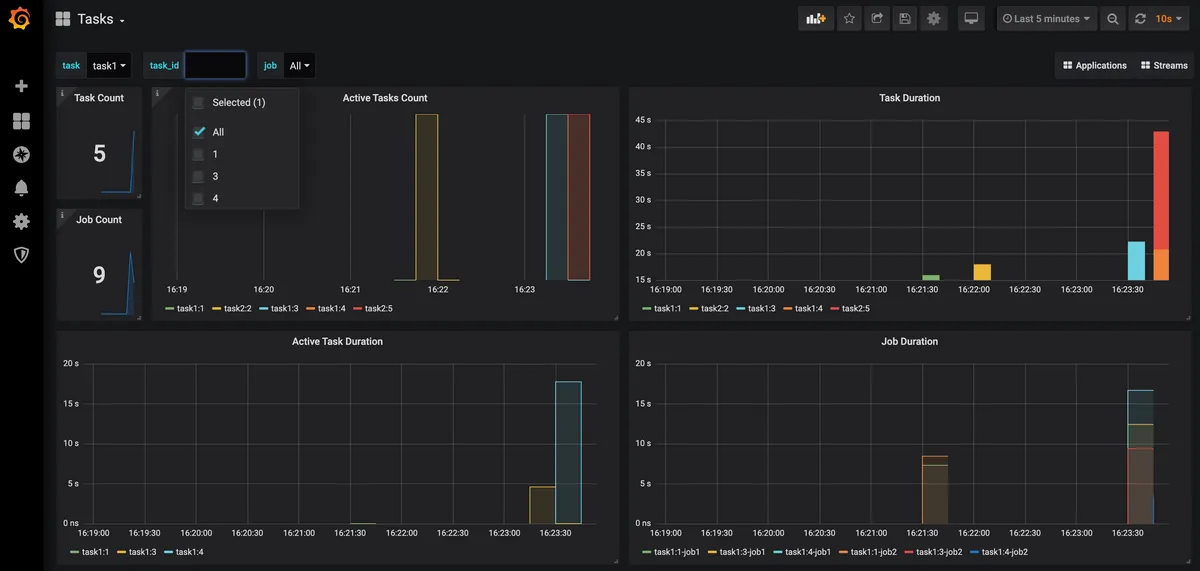 Tasks
Last 5 minutes
10s
task task1 task_id job All
Applications Streams
Selected (1)
All
1
3
4
Task Count
5
Job Count
9
Active Tasks Count
16:19 16:20 16:21 16:22 16:23
task1:1 task2:2 task1:3 task1:4 task2:5
Task Duration
45 s
40 s
35 s
30 s
25 s
20 s
15 s
16:19:00 16:19:30 16:20:00 16:20:30 16:21:00 16:21:30 16:22:00 16:22:30 16:23:00 16:23:30
task1:1 task2:2 task1:3 task1:4 task2:5
Active Task Duration
20 s
15 s
10 s
5 s
0 ns
16:19:00 16:19:30 16:20:00 16:20:30 16:21:00 16:21:30 16:22:00 16:22:30 16:23:00 16:23:30
task1:1 task1:3 task1:4
Job Duration
20 s
15 s
10 s
5 s
0 ns
16:19:00 16:19:30 16:20:00 16:20:30 16:21:00 16:21:30 16:22:00 16:22:30 16:23:00 16:23:30
task1:1-job1 task1:3-job1 task1:4-job1 task1:1-job2 task1:3-job2 task1:4-job2